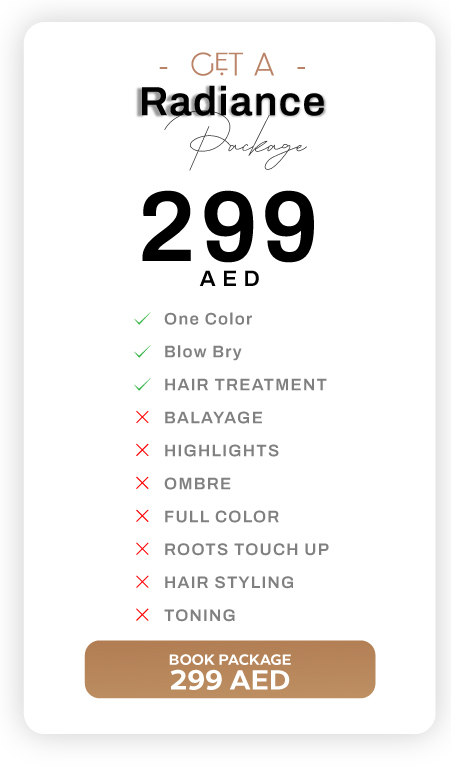 - GET A -
Radiance
Package
299
AED
One Color
Blow Bry
HAIR TREATMENT
BALAYAGE
HIGHLIGHTS
OMBRE
FULL COLOR
ROOTS TOUCH UP
HAIR STYLING
TONING
BOOK PACKAGE
299 AED